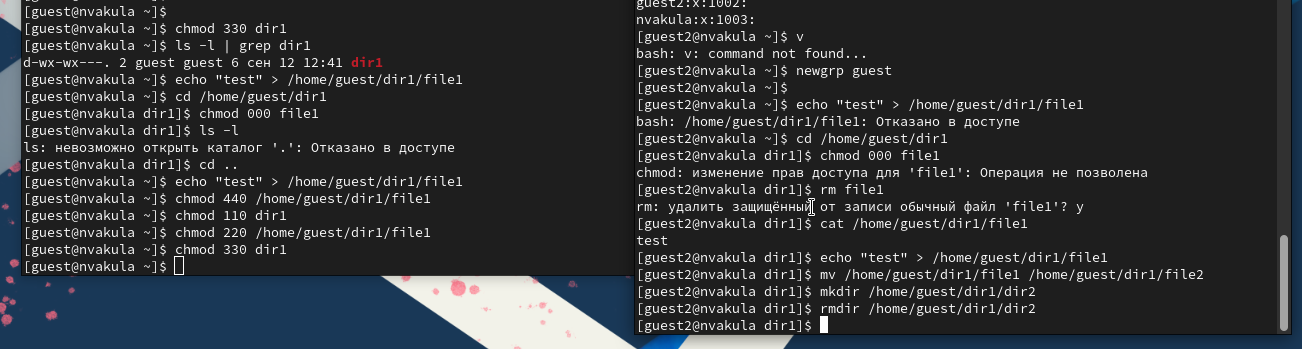 [guest@nvakula ~]$
[guest@nvakula ~]$ chmod 330 dir1
[guest@nvakula ~]$ ls -l | grep dir1
d-wx-wx---. 2 guest guest 6 сен 12 12:41 dir1
[guest@nvakula ~]$ echo "test" > /home/guest/dir1/file1
[guest@nvakula ~]$ cd /home/guest/dir1
[guest@nvakula dir1]$ chmod 000 file1
[guest@nvakula dir1]$ ls -l
ls: невозможно открыть каталог '.': Отказано в доступе
[guest@nvakula dir1]$ cd ..
[guest@nvakula ~]$ echo "test" > /home/guest/dir1/file1
[guest@nvakula ~]$ chmod 440 /home/guest/dir1/file1
[guest@nvakula ~]$ chmod 110 dir1
[guest@nvakula ~]$ chmod 220 /home/guest/dir1/file1
[guest@nvakula ~]$ chmod 330 dir1
[guest@nvakula ~]$
guest2:x:1002:
nvakula:x:1003:
[guest2@nvakula ~]$ v
bash: v: command not found...
[guest2@nvakula ~]$ newgrp guest
[guest2@nvakula ~]$
[guest2@nvakula ~]$ echo "test" > /home/guest/dir1/file1
bash: /home/guest/dir1/file1: Отказано в доступе
[guest2@nvakula ~]$ cd /home/guest/dir1
[guest2@nvakula dir1]$ chmod 000 file1
chmod: изменение прав доступа для 'file1': Операция не позволена
[guest2@nvakula dir1]$ rm file1
rm: удалить защищённый от записи обычный файл 'file1'? y
[guest2@nvakula dir1]$ cat /home/guest/dir1/file1
test
[guest2@nvakula dir1]$ echo "test" > /home/guest/dir1/file1
[guest2@nvakula dir1]$ mv /home/guest/dir1/file1 /home/guest/dir1/file2
[guest2@nvakula dir1]$ mkdir /home/guest/dir1/dir2
[guest2@nvakula dir1]$ rmdir /home/guest/dir1/dir2
[guest2@nvakula dir1]$